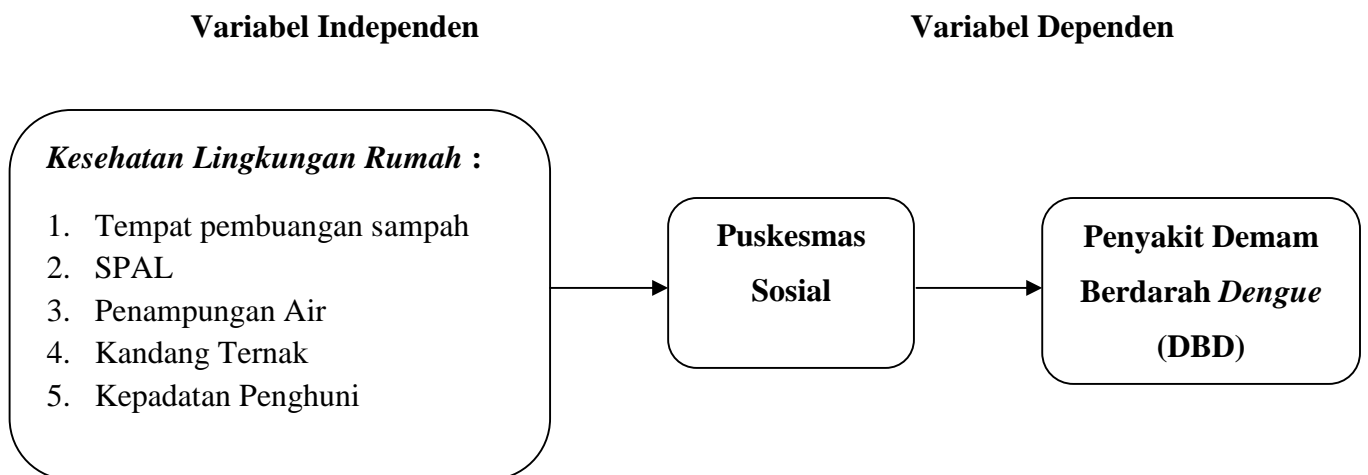 Variabel Independen
Variabel Dependen
Kesehatan Lingkungan Rumah :
1. Tempat pembuangan sampah
2. SPAL
3. Penampungan Air
4. Kandang Ternak
5. Kepadatan Penghuni
Puskesmas
Sosial
Penyakit Demam
Berdarah Dengue
(DBD)